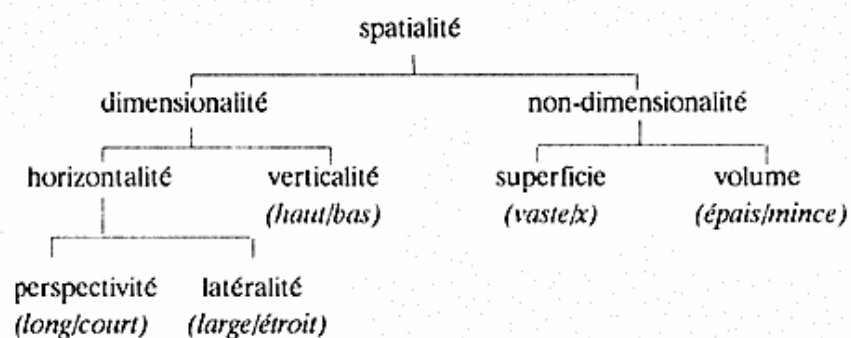 spatialité
dimensionalité non-dimensionalité
horizontalité verticalité superficie volume
(haut/bas) (vaste/x) (épais/mince)
perspectivité latéralité
(long/court) (large/étroit)